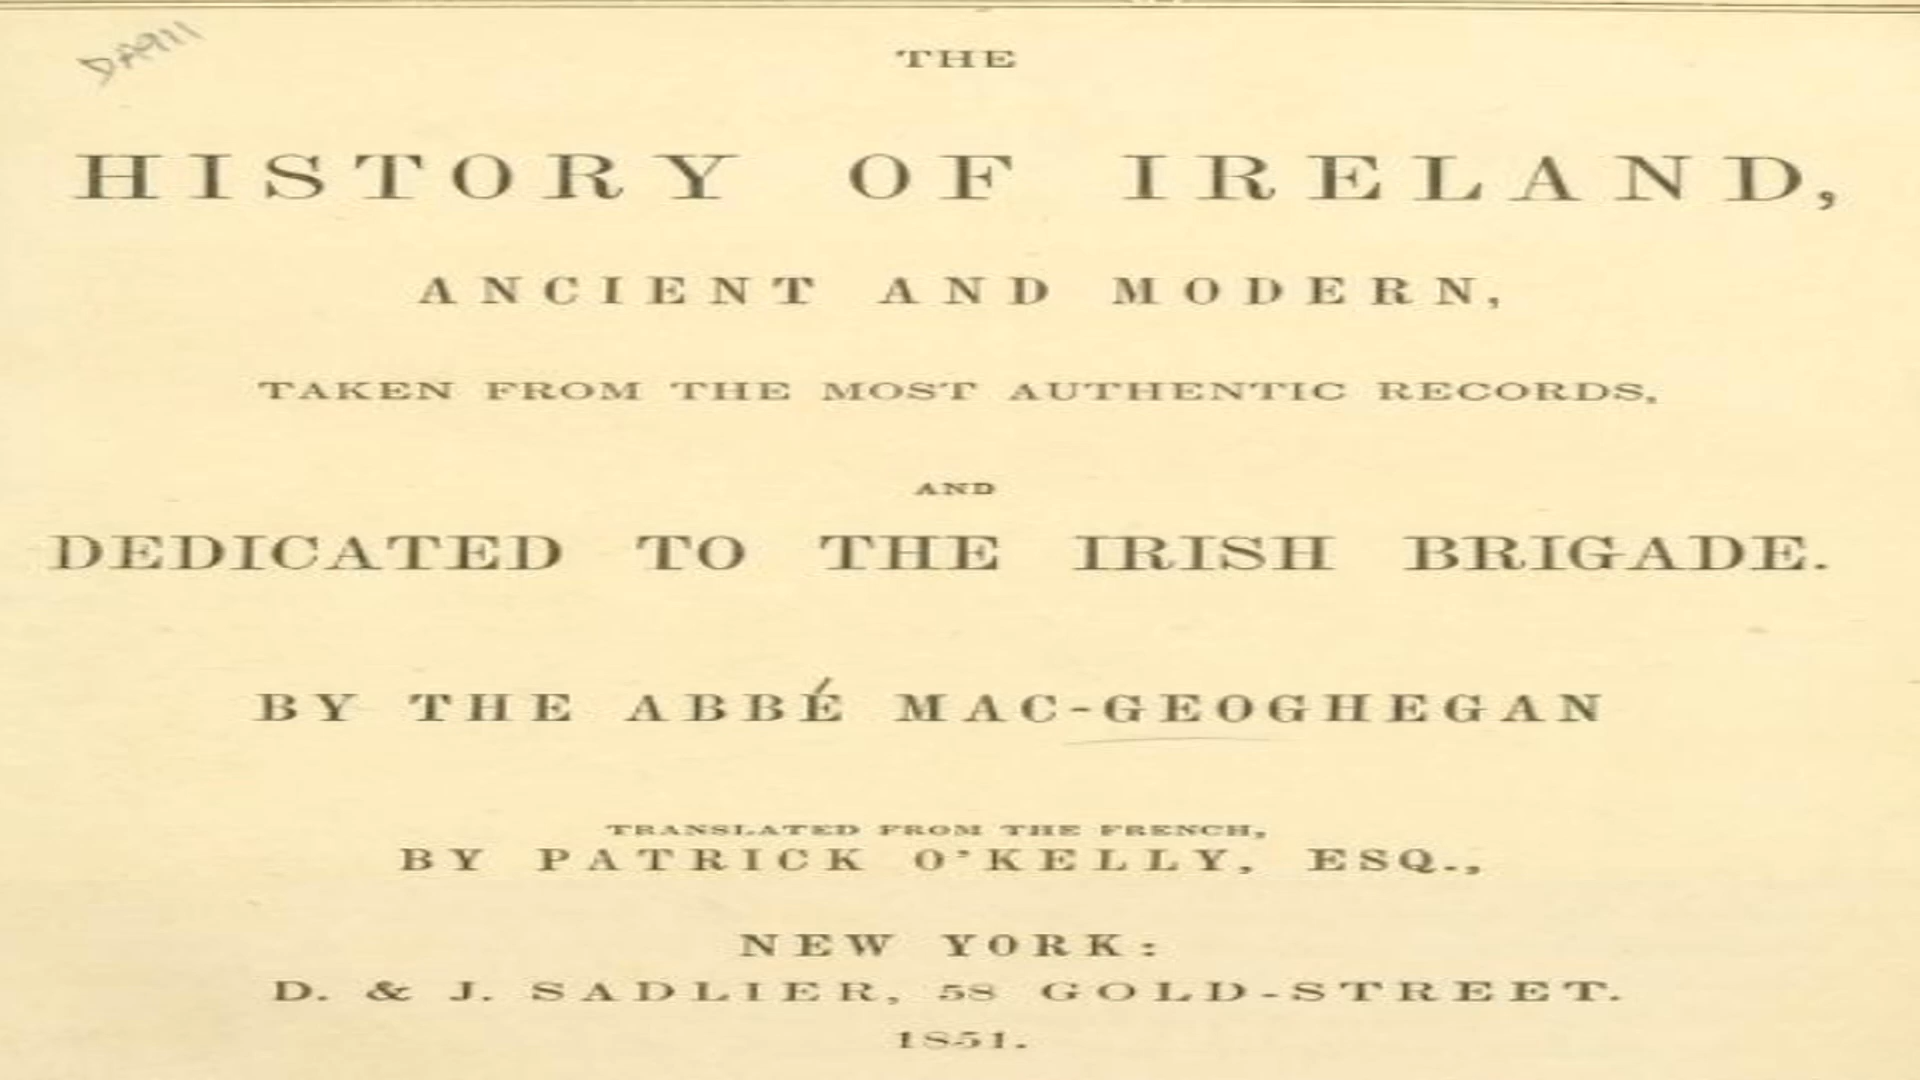 DA911
THE
HISTORY OF IRELAND,
ANCIENT AND MODERN,
TAKEN FROM THE MOST AUTHENTIC RECORDS,
AND
DEDICATED TO THE IRISH BRIGADE.
BY THE ABBÉ MAC-GEOGHEGAN
TRANSLATED FROM THE FRENCH,
BY PATRICK O'KELLY, ESQ.,
NEW YORK:
D. & J. SADLIER, 58 GOLD-STREET.
1851.